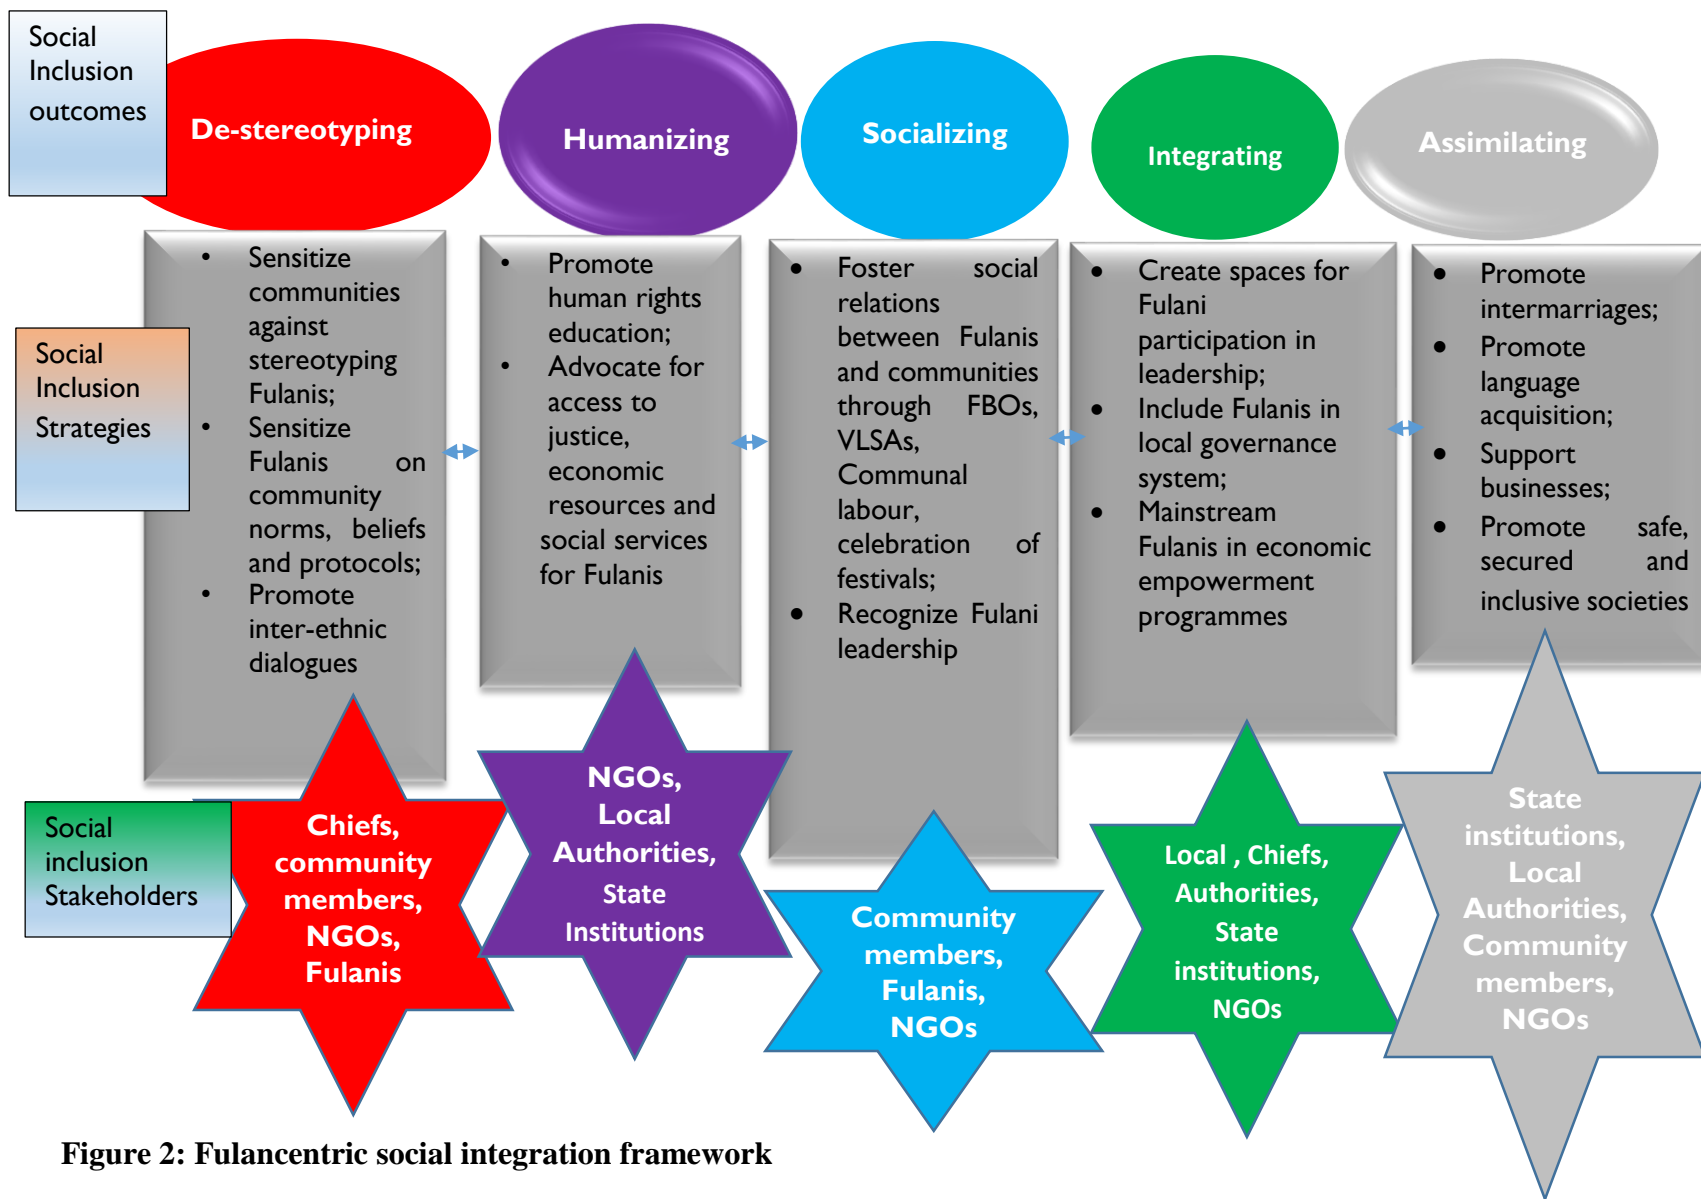 Social
Inclusion
outcomes
De-stereotyping
Humanizing
Socializing
Integrating
Assimilating
Social
Inclusion
Strategies
• Sensitize
communities
against
stereotyping
Fulanis;
• Sensitize
Fulanis on
community
norms, beliefs
and protocols;
• Promote
inter-ethnic
dialogues
• Promote
human rights
education;
• Advocate for
access to
justice,
economic
resources and
social services
for Fulanis
• Foster social
relations
between Fulanis
and communities
through FBOs,
VLSAs,
Communal
labour,
celebration of
festivals;
• Recognize Fulani
leadership
• Create spaces for
Fulani
participation in
leadership;
• Include Fulanis in
local governance
system;
• Mainstream
Fulanis in economic
empowerment
programmes
• Promote
intermarriages;
• Promote
language
acquisition;
• Support
businesses;
• Promote safe,
secured and
inclusive societies
Social
inclusion
Stakeholders
Chiefs,
community
members,
NGOs,
Fulanis
NGOs,
Local
Authorities,
State
Institutions
Community
members,
Fulanis,
NGOs
Local , Chiefs,
Authorities,
State
institutions,
NGOs
State
institutions,
Local
Authorities,
Community
members,
NGOs
Figure 2: Fulancentric social integration framework